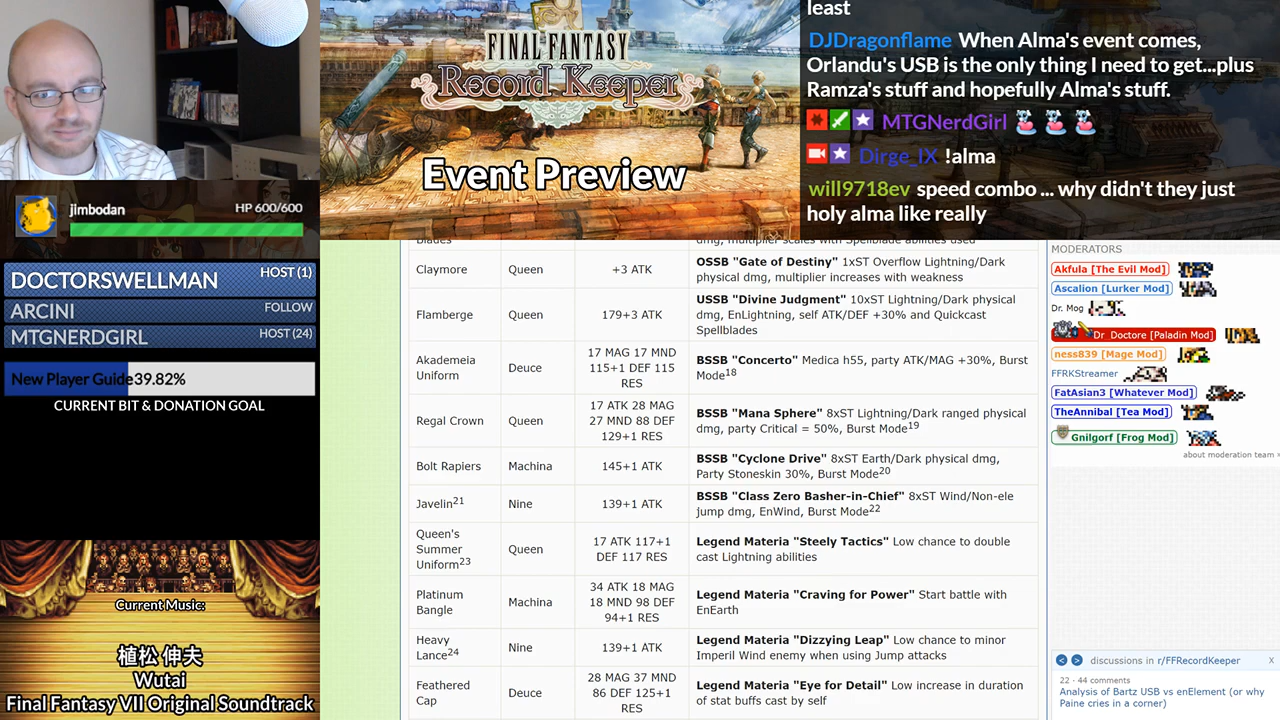 jimbodan
HP 600/600
DOCTORSWELLMAN
HOST (1)
ARCINI
FOLLOW
MTGNERDGIRL
HOST (24)
New Player Guide39.82%
CURRENT BIT & DONATION GOAL
Current Music:
植松 伸夫
Wutai
Final Fantasy VII Original Soundtrack
FINAL FANTASY
Record Keeper
Event Preview
least
DJDragonflame When Alma's event comes,
Orlandu's USB is the only thing I need to get...plus
Ramza's stuff and hopefully Alma's stuff.
MTGNerdGirl
Dirge_IX !alma
will9718ev speed combo ... why didn't they just
holy alma like really
Blades
dmg, multiplier scales with Spellblade abilities used
Claymore
Queen
+3 ATK
OSSB "Gate of Destiny" 1xST Overflow Lightning/Dark
physical dmg, multiplier increases with weakness
Flamberge
Queen
179+3 ATK
USSB "Divine Judgment" 10xST Lightning/Dark physical
dmg, EnLightning, self ATK/DEF +30% and Quickcast
Spellblades
Akademeia
Uniform
Deuce
17 MAG 17 MND
115+1 DEF 115
RES
BSSB "Concerto" Medica h55, party ATK/MAG +30%, Burst
Mode18
Regal Crown
Queen
17 ATK 28 MAG
27 MND 88 DEF
129+1 RES
BSSB "Mana Sphere" 8xST Lightning/Dark ranged physical
dmg, party Critical = 50%, Burst Mode19
Bolt Rapiers
Machina
145+1 ATK
BSSB "Cyclone Drive" 8xST Earth/Dark physical dmg,
Party Stoneskin 30%, Burst Mode20
Javelin21
Nine
139+1 ATK
BSSB "Class Zero Basher-in-Chief" 8xST Wind/Non-ele
jump dmg, EnWind, Burst Mode22
Queen's
Summer
Uniform23
Queen
17 ATK 117+1
DEF 117 RES
Legend Materia "Steely Tactics" Low chance to double
cast Lightning abilities
Platinum
Bangle
Machina
34 ATK 18 MAG
18 MND 98 DEF
94+1 RES
Legend Materia "Craving for Power" Start battle with
EnEarth
Heavy
Lance24
Nine
139+1 ATK
Legend Materia "Dizzying Leap" Low chance to minor
Imperil Wind enemy when using Jump attacks
Feathered
Cap
Deuce
28 MAG 37 MND
86 DEF 125+1
RES
Legend Materia "Eye for Detail" Low increase in duration
of stat buffs cast by self
MODERATORS
Akfula [The Evil Mod]
Ascalion [Lurker Mod]
Dr. Mog
Dr_Doctore [Paladin Mod]
ness839 [Mage Mod]
FFRKStreamer
FatAsian3 [Whatever Mod]
TheAnnibal [Tea Mod]
Gnilgorf [Frog Mod]
about moderation team »
< > discussions in r/FFRecordKeeper X
22 · 44 comments
Analysis of Bartz USB vs enElement (or why
Paine cries in a corner)